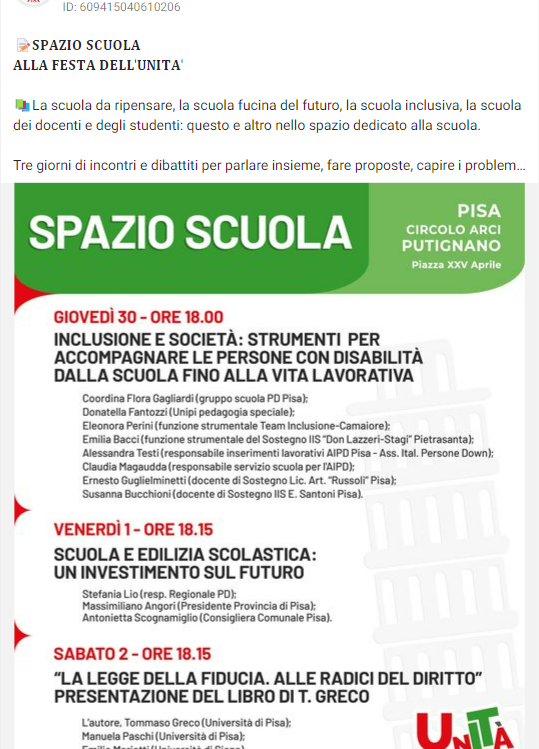 ID: 609415040610206
SPAZIO SCUOLA
ALLA FESTA DELL'UNITA'
La scuola da ripensare, la scuola fucina del futuro, la scuola inclusiva, la scuola
dei docenti e degli studenti: questo e altro nello spazio dedicato alla scuola.
Tre giorni di incontri e dibattiti per parlare insieme, fare proposte, capire i problem...
SPAZIO SCUOLA
PISA
CIRCOLO ARCI
PUTIGNANO
Piazza XXV Aprile
GIOVEDÌ 30 - ORE 18.00
INCLUSIONE E SOCIETÀ: STRUMENTI PER
ACCOMPAGNARE LE PERSONE CON DISABILITÀ
DALLA SCUOLA FINO ALLA VITA LAVORATIVA
Coordina Flora Gagliardi (gruppo scuola PD Pisa);
Donatella Fantozzi (Unipi pedagogia speciale);
Eleonora Perini (funzione strumentale Team Inclusione-Camaiore);
Emilia Bacci (funzione strumentale del Sostegno IIS "Don Lazzeri-Stagi" Pietrasanta);
Alessandra Testi (responsabile inserimenti lavorativi AIPD Pisa - Ass. Ital. Persone Down);
Claudia Magaudda (responsabile servizio scuola per l'AIPD);
Ernesto Guglielminetti (docente di Sostegno Lic. Art. "Russoli" Pisa);
Susanna Bucchioni (docente di Sostegno IIS E. Santoni Pisa).
VENERDÌ 1 - ORE 18.15
SCUOLA E EDILIZIA SCOLASTICA:
UN INVESTIMENTO SUL FUTURO
Stefania Lio (resp. Regionale PD);
Massimiliano Angori (Presidente Provincia di Pisa);
Antonietta Scognamiglio (Consigliera Comunale Pisa).
SABATO 2 - ORE 18.15
"LA LEGGE DELLA FIDUCIA. ALLE RADICI DEL DIRITTO"
PRESENTAZIONE DEL LIBRO DI T. GRECO
L'autore, Tommaso Greco (Università di Pisa);
Manuela Paschi (Università di Pisa);
UNITÀ